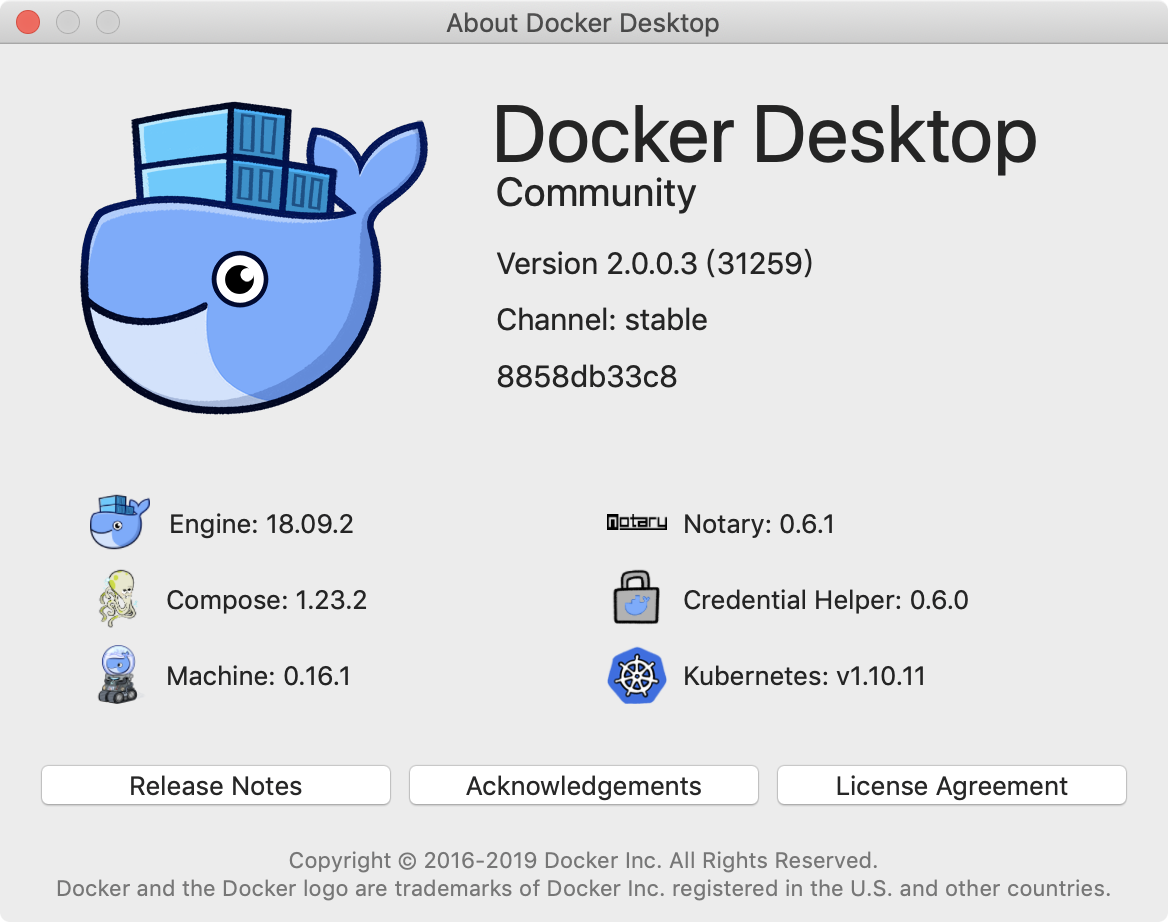 About Docker Desktop
Docker Desktop
Community
Version 2.0.0.3 (31259)
Channel: stable
8858db33c8
Engine: 18.09.2
notary Notary: 0.6.1
Compose: 1.23.2
Credential Helper: 0.6.0
Machine: 0.16.1
Kubernetes: v1.10.11
Release Notes
Acknowledgements
License Agreement
Copyright © 2016-2019 Docker Inc. All Rights Reserved.
Docker and the Docker logo are trademarks of Docker Inc. registered in the U.S. and other countries.